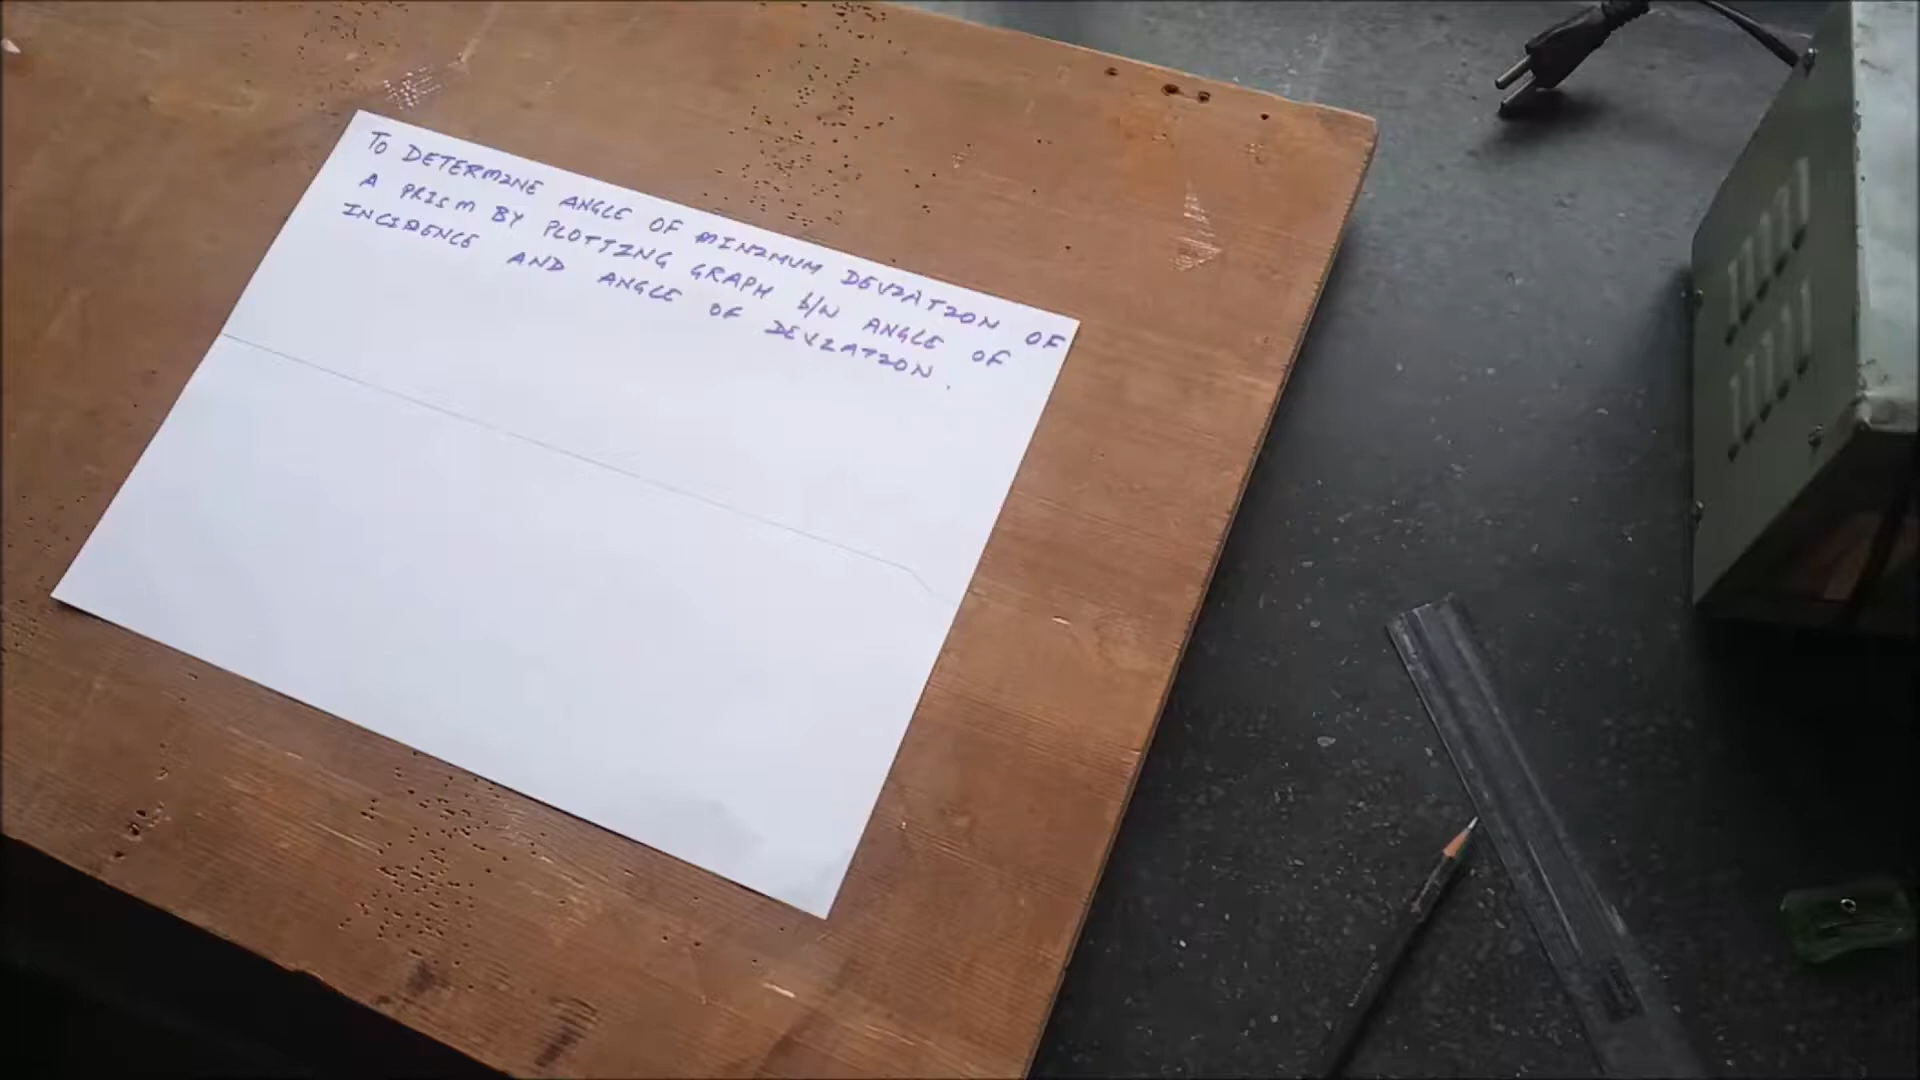 To DETERMINE ANGLE OF MINIMUM DEVIATION OF
A PRISM BY PLOTTING GRAPH b/N ANGLE OF
INCIDENCE AND ANGLE OF DEVIATION.